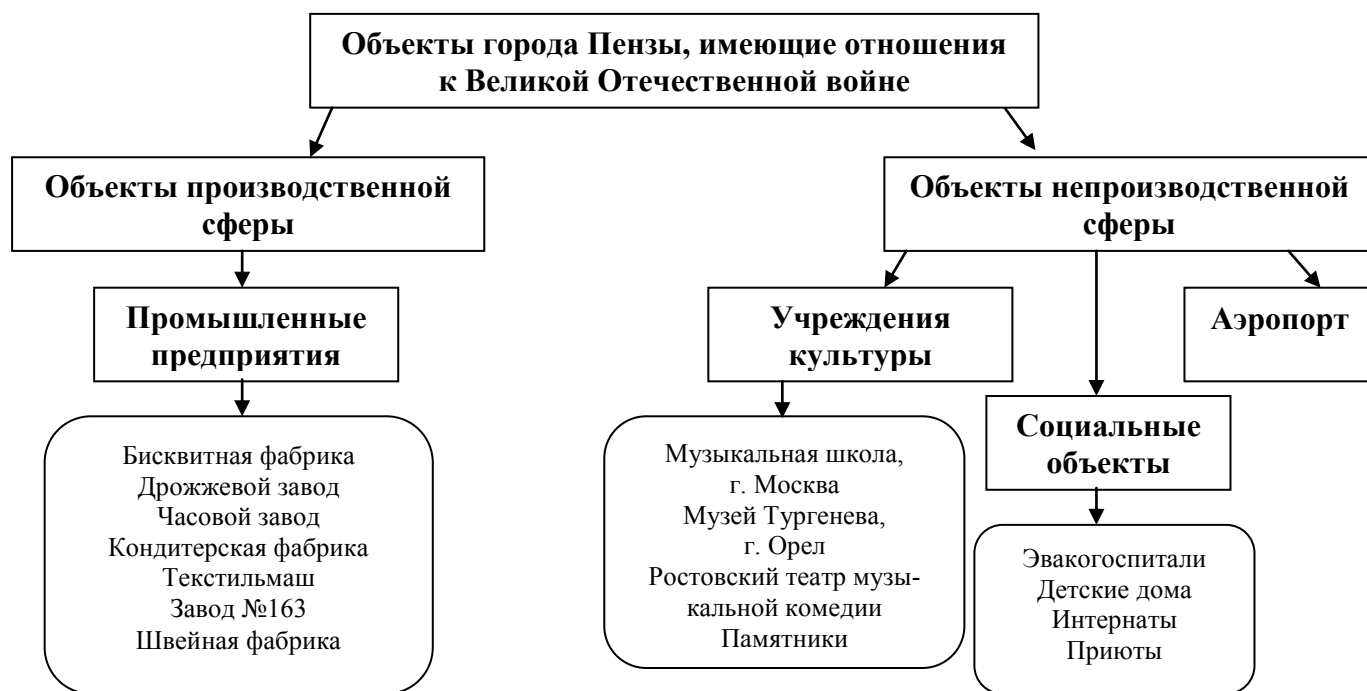 Объекты города Пензы, имеющие отношения
к Великой Отечественной войне
Объекты производственной
сферы
Объекты непроизводственной
сферы
Промышленные
предприятия
Учреждения
культуры
Аэропорт
Социальные
объекты
Бисквитная фабрика
Дрожжевой завод
Часовой завод
Кондитерская фабрика
Текстильмаш
Завод №163
Швейная фабрика
Музыкальная школа,
г. Москва
Музей Тургенева,
г. Орел
Ростовский театр музы-
кальной комедии
Памятники
Эвакогоспитали
Детские дома
Интернаты
Приюты